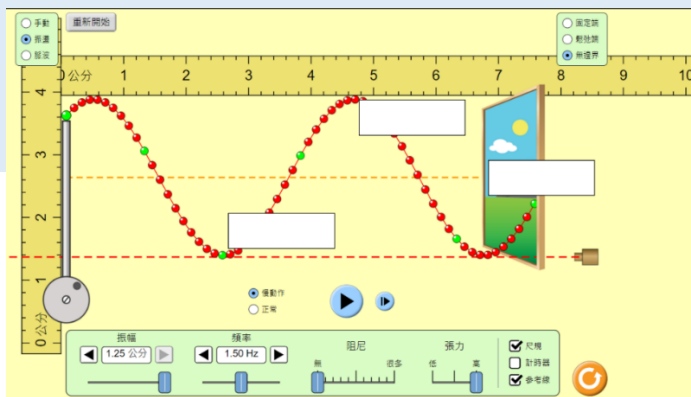 手動
振盪
脈波
重新開始
固定端
鬆弛端
無邊界
0公分 1 2 3 4 5 6 7 8 9 10
4
3
2
1
0公分
慢動作
正常
振幅
1.25 公分
頻率
1.50 Hz
阻尼
無 很多
張力
低 高
尺規
計時器
參考線